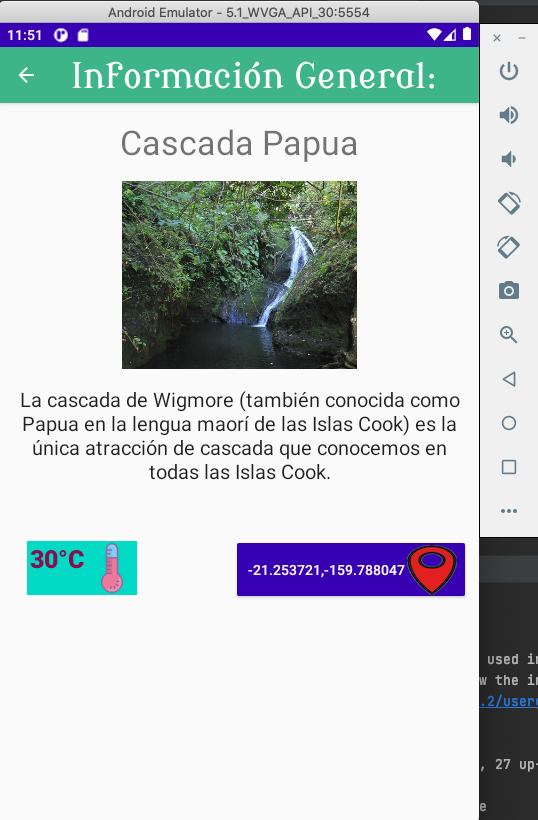 Android Emulator - 5.1_WVGA_API_30:5554
11:51
Información General:
Cascada Papua
La cascada de Wigmore (también conocida como
Papua en la lengua maorí de las Islas Cook) es la
única atracción de cascada que conocemos en
todas las Islas Cook.
30°C
-21.253721,-159.788047
used in
w the in
.2/user
, 27 up-
e